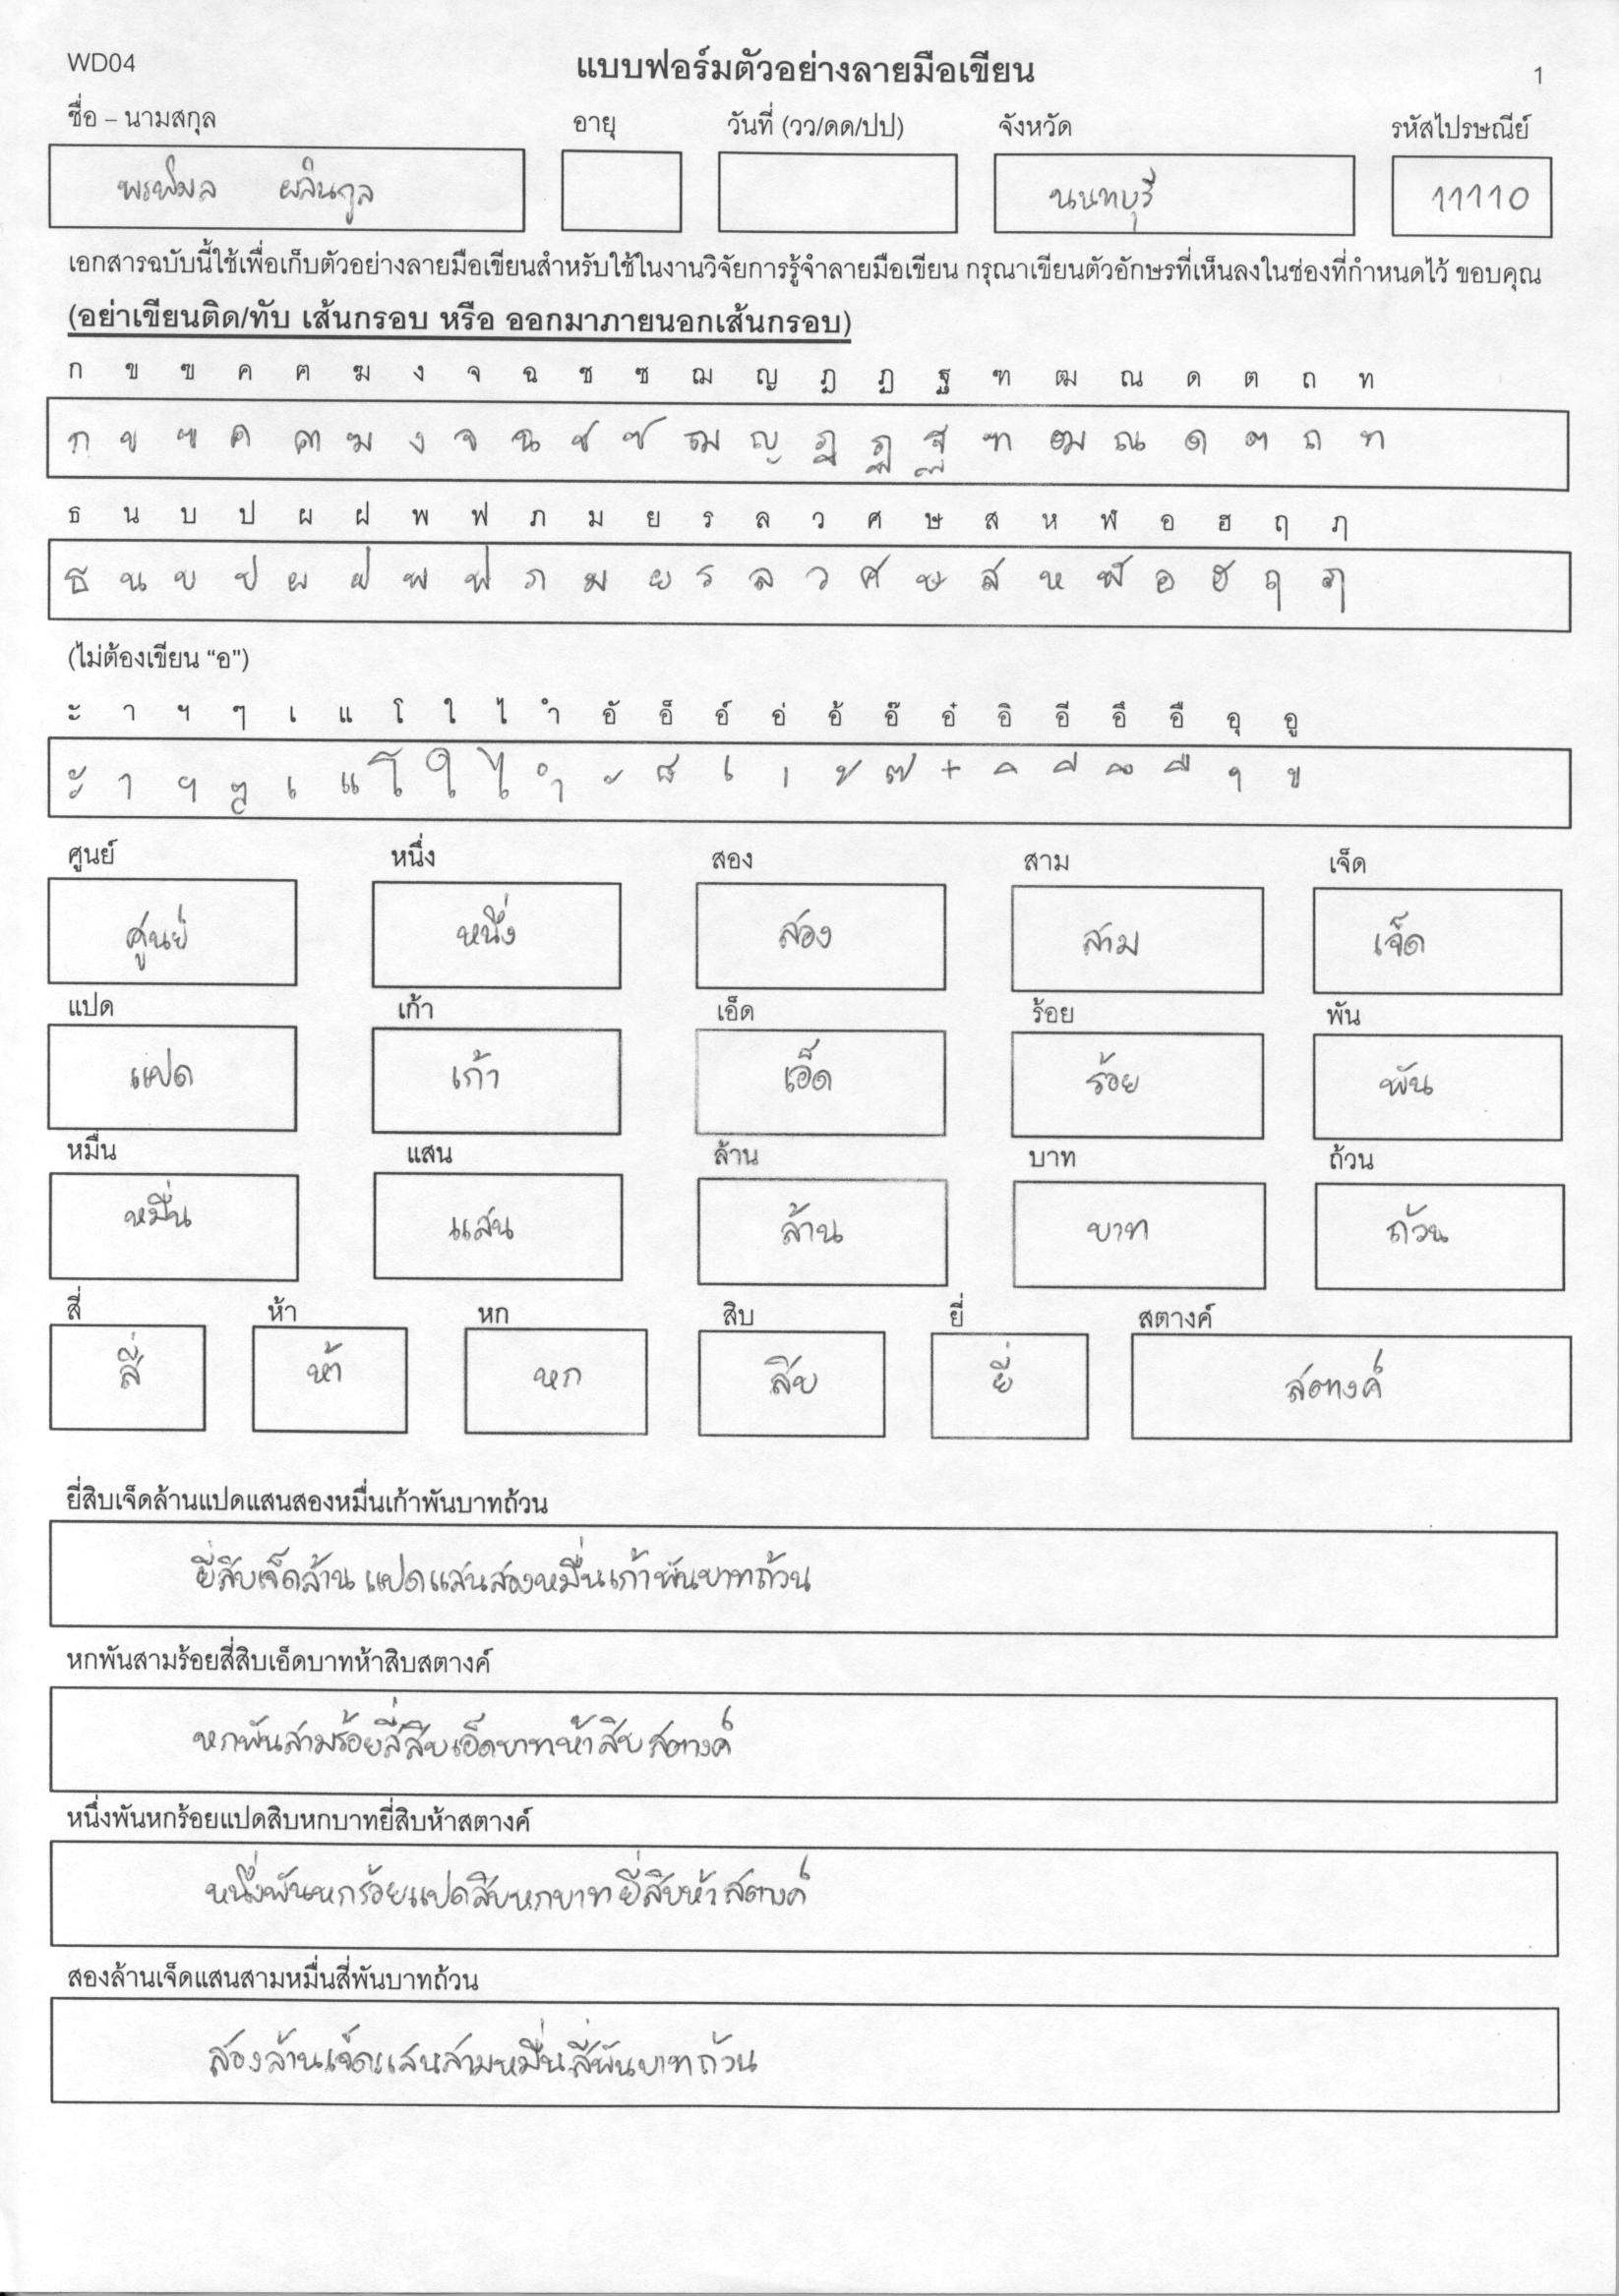 WD04 แบบฟอร์มตัวอย่างลายมือเขียน 1
ชื่อ – นามสกุล อายุ วันที่ (วว/ดด/ปป) จังหวัด รหัสไปรษณีย์
พรพิมล ผลินกูล นนทบุรี 11110
เอกสารฉบับนี้ใช้เพื่อเก็บตัวอย่างลายมือเขียนสำหรับใช้ในงานวิจัยการรู้จำลายมือเขียน กรุณาเขียนตัวอักษรที่เห็นลงในช่องที่กำหนดไว้ ขอบคุณ
(อย่าเขียนติด/ทับ เส้นกรอบ หรือ ออกมาภายนอกเส้นกรอบ)
ก ข ฃ ค ฅ ฆ ง จ ฉ ช ซ ฌ ญ ฎ ฏ ฐ ฑ ฒ ณ ด ต ถ ท
ก ข ฃ ค ฅ ฆ ง จ ฉ ช ซ ฌ ญ ฎ ฏ ฐ ฑ ฒ ณ ด ต ถ ท
ธ น บ ป ผ ฝ พ ฟ ภ ม ย ร ล ว ศ ษ ส ห ฬ อ ฮ ฤ ฦ
ธ น บ ป ผ ฝ พ ฟ ภ ม ย ร ล ว ศ ษ ส ห ฬ อ ฮ ฤ ฦ
(ไม่ต้องเขียน “อ”)
ะ า ฯ ๆ เ แ โ ใ ไ ำ อั อ็ อ์ อ่ อ้ อ๊ อ๋ อิ อี อึ อื อุ อู
ะ า ฯ ๆ เ แ โ ใ ไ ำ ั ็ ์ ่ ้ ๊ ๋ ิ ี ึ ื ุ ู
ศูนย์ หนึ่ง สอง สาม เจ็ด
ศูนย์ หนึ่ง สอง สาม เจ็ด
แปด เก้า เอ็ด ร้อย พัน
แปด เก้า เอ็ด ร้อย พัน
หมื่น แสน ล้าน บาท ถ้วน
หมื่น แสน ล้าน บาท ถ้วน
สี่ ห้า หก สิบ ยี่ สตางค์
สี่ ห้า หก สิบ ยี่ สตางค์
ยี่สิบเจ็ดล้านแปดแสนสองหมื่นเก้าพันบาทถ้วน
ยี่สิบเจ็ดล้านแปดแสนสองหมื่นเก้าพันบาทถ้วน
หกพันสามร้อยสี่สิบเอ็ดบาทห้าสิบสตางค์
หกพันสามร้อยสี่สิบเอ็ดบาทห้าสิบสตางค์
หนึ่งพันหกร้อยแปดสิบหกบาทยี่สิบห้าสตางค์
หนึ่งพันหกร้อยแปดสิบหกบาทยี่สิบห้าสตางค์
สองล้านเจ็ดแสนสามหมื่นสี่พันบาทถ้วน
สองล้านเจ็ดแสนสามหมื่นสี่พันบาทถ้วน